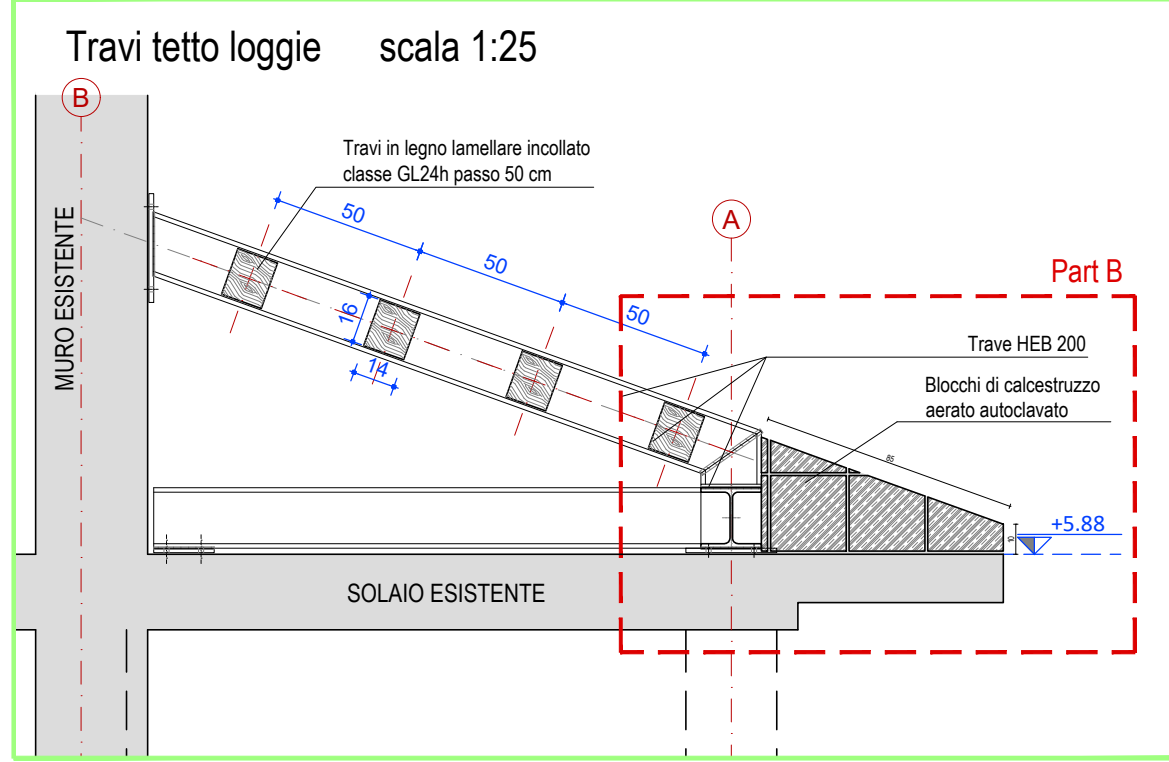 Travi tetto loggie scala 1:25
B
Travi in legno lamellare incollato
classe GL24h passo 50 cm
50
A
50
Part B
50
16
14
MURO ESISTENTE
Trave HEB 200
Blocchi di calcestruzzo
aerato autoclavato
85
+5.88
10
SOLAIO ESISTENTE